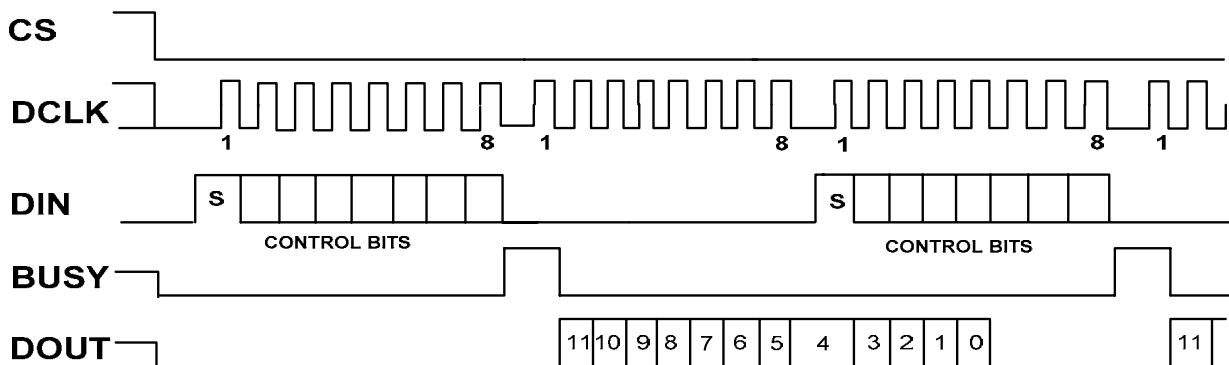 CS
DCLK
1 8 1 8 1 8 1
DIN
S S
CONTROL BITS CONTROL BITS
BUSY
DOUT
11 10 9 8 7 6 5 4 3 2 1 0 11